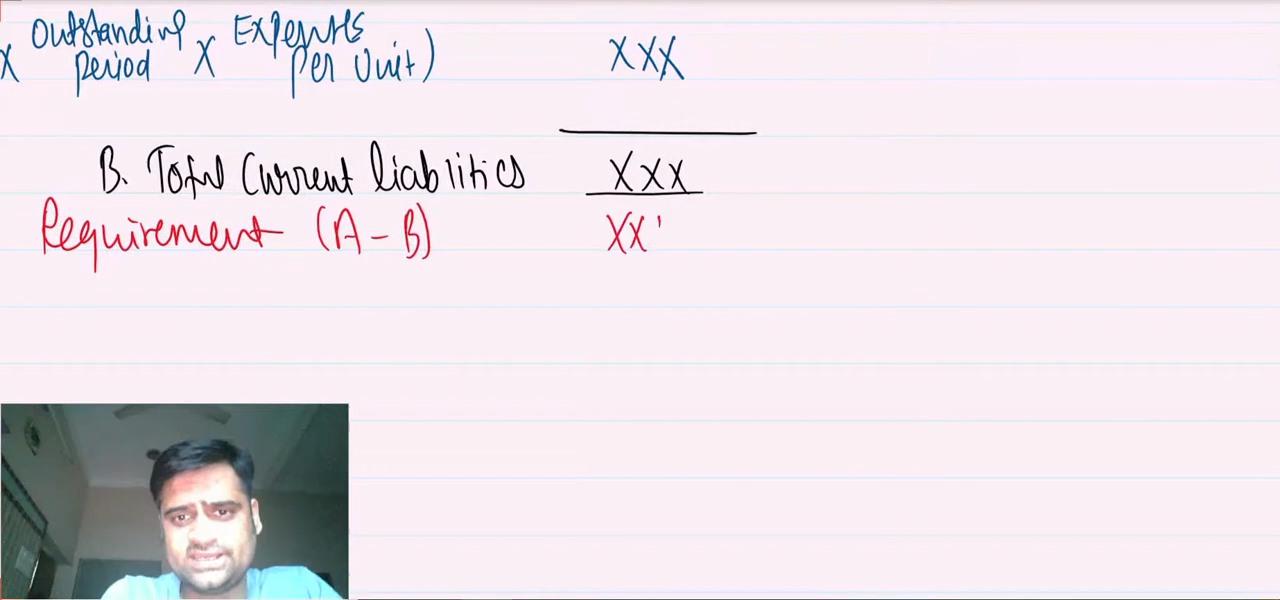 Outstanding Expenses
X period X per Unit) XXX
B. Total Current liabilities XXX
Requirement (A-B) XX'